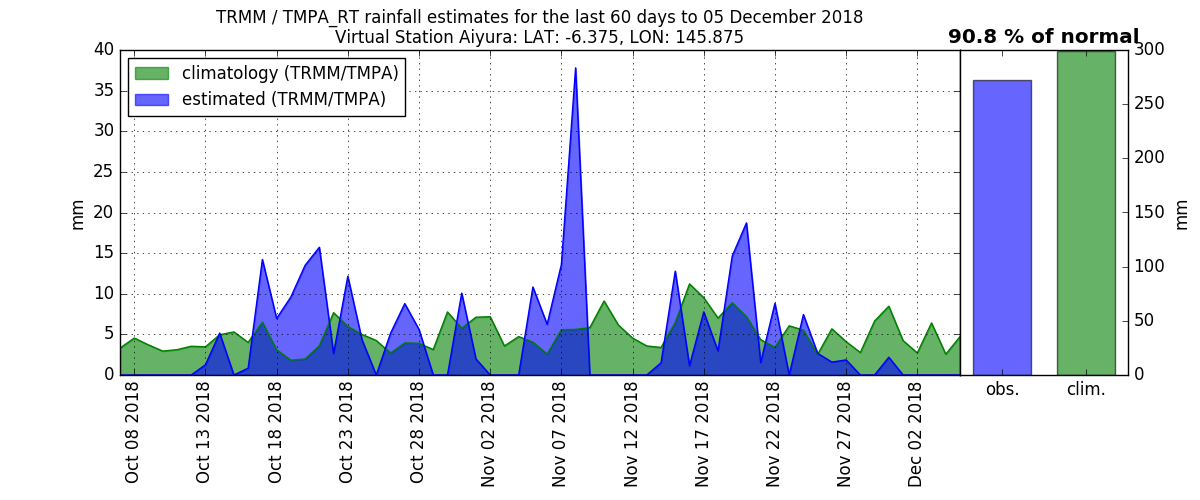 TRMM / TMPA_RT rainfall estimates for the last 60 days to 05 December 2018
Virtual Station Aiyura: LAT: -6.375, LON: 145.875
90.8 % of normal
climatology (TRMM/TMPA)
estimated (TRMM/TMPA)
mm
40
35
30
25
20
15
10
5
0
Oct 08 2018
Oct 13 2018
Oct 18 2018
Oct 23 2018
Oct 28 2018
Nov 02 2018
Nov 07 2018
Nov 12 2018
Nov 17 2018
Nov 22 2018
Nov 27 2018
Dec 02 2018
obs.
clim.
300
250
200
150
100
50
0
mm